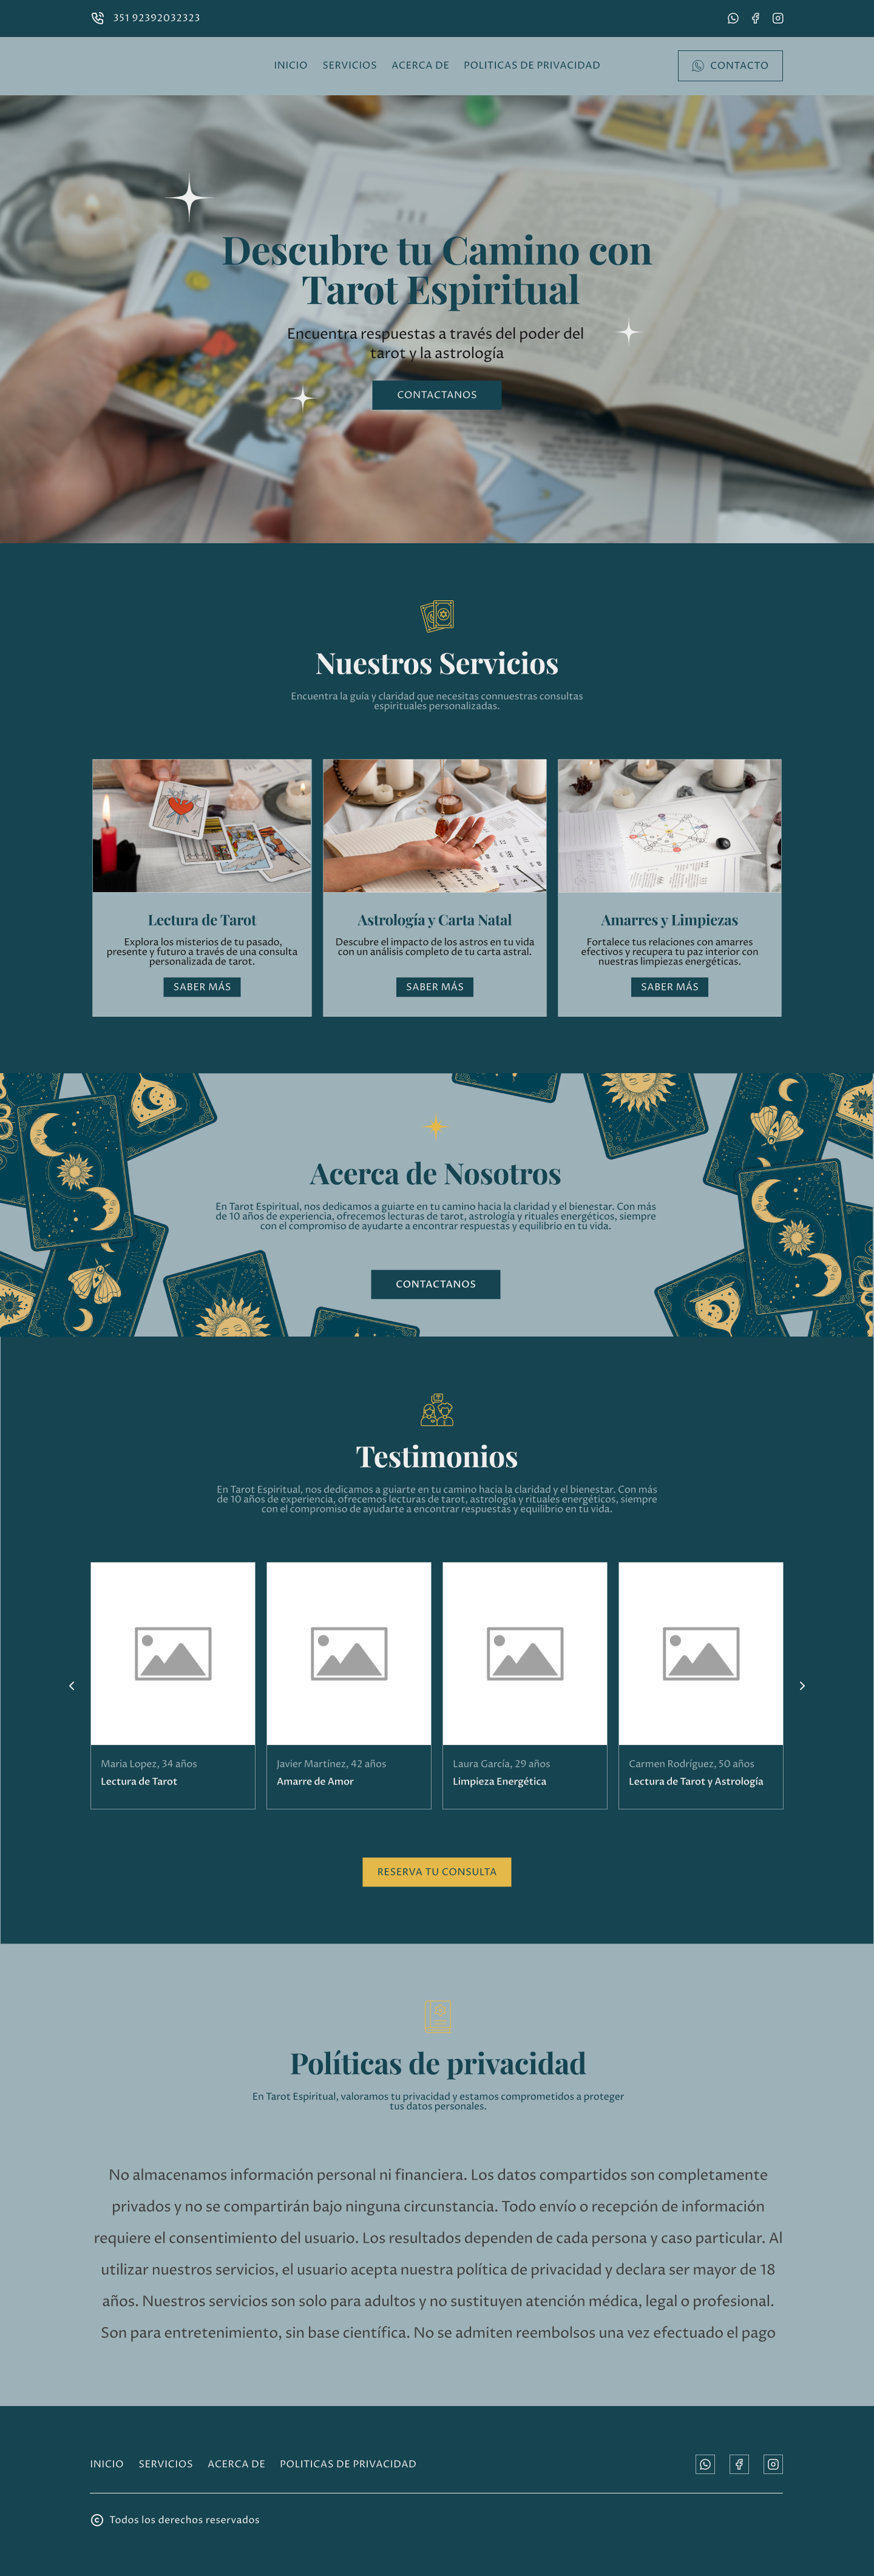 351 92392032323
INICIO SERVICIOS ACERCA DE POLITICAS DE PRIVACIDAD CONTACTO
Descubre tu Camino con
Tarot Espiritual
Encuentra respuestas a través del poder del
tarot y la astrología
CONTACTANOS
Nuestros Servicios
Encuentra la guía y claridad que necesitas connuestras consultas
espirituales personalizadas.
Lectura de Tarot
Explora los misterios de tu pasado,
presente y futuro a través de una consulta
personalizada de tarot.
SABER MÁS
Astrología y Carta Natal
Descubre el impacto de los astros en tu vida
con un análisis completo de tu carta astral.
SABER MÁS
Amarres y Limpiezas
Fortalece tus relaciones con amarres
efectivos y recupera tu paz interior con
nuestras limpiezas energéticas.
SABER MÁS
Acerca de Nosotros
En Tarot Espiritual, nos dedicamos a guiarte en tu camino hacia la claridad y el bienestar. Con más
de 10 años de experiencia, ofrecemos lecturas de tarot, astrología y rituales energéticos, siempre
con el compromiso de ayudarte a encontrar respuestas y equilibrio en tu vida.
CONTACTANOS
Testimonios
En Tarot Espiritual, nos dedicamos a guiarte en tu camino hacia la claridad y el bienestar. Con más
de 10 años de experiencia, ofrecemos lecturas de tarot, astrología y rituales energéticos, siempre
con el compromiso de ayudarte a encontrar respuestas y equilibrio en tu vida.
Maria Lopez, 34 años
Lectura de Tarot
Javier Martínez, 42 años
Amarre de Amor
Laura García, 29 años
Limpieza Energética
Carmen Rodríguez, 50 años
Lectura de Tarot y Astrología
RESERVA TU CONSULTA
Políticas de privacidad
En Tarot Espiritual, valoramos tu privacidad y estamos comprometidos a proteger
tus datos personales.
No almacenamos información personal ni financiera. Los datos compartidos son completamente
privados y no se compartirán bajo ninguna circunstancia. Todo envío o recepción de información
requiere el consentimiento del usuario. Los resultados dependen de cada persona y caso particular. Al
utilizar nuestros servicios, el usuario acepta nuestra política de privacidad y declara ser mayor de 18
años. Nuestros servicios son solo para adultos y no sustituyen atención médica, legal o profesional.
Son para entretenimiento, sin base científica. No se admiten reembolsos una vez efectuado el pago
INICIO SERVICIOS ACERCA DE POLITICAS DE PRIVACIDAD
© Todos los derechos reservados